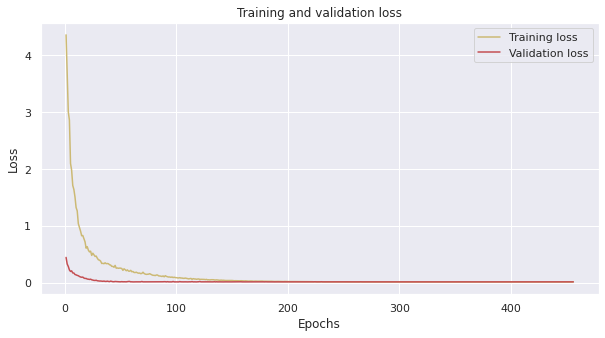 Training and validation loss
Training loss
Validation loss
4
3
2
1
0
Loss
0 100 200 300 400
Epochs